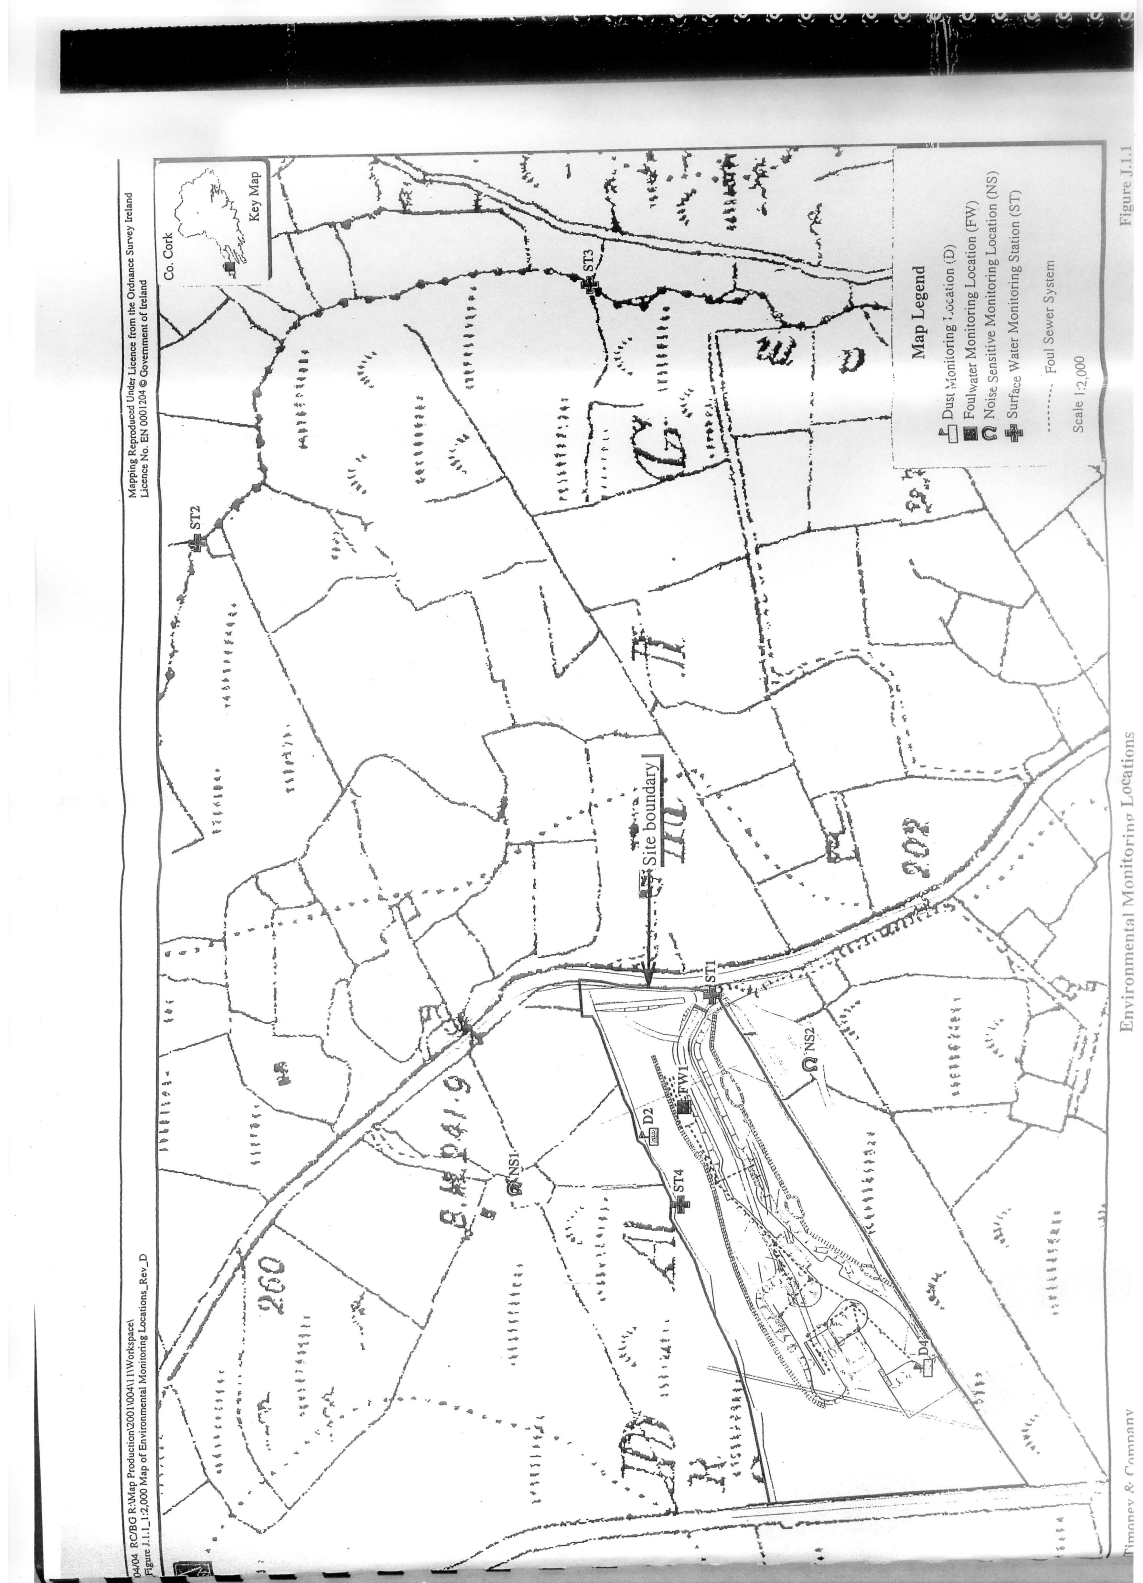 04/04 RC/BG R:\Map Production\2001\004\11\Workspace\
Figure J.1.1_1:2,000 Map of Environmental Monitoring Locations_Rev_D
Mapping Reproduced Under Licence from the Ordnance Survey Ireland
Licence No. EN 0001204 © Government of Ireland
Co. Cork
Key Map
ST2
ST3
260
B.M. 241.9
NS1
Site boundary
ST1
D2
FW1
ST4
NS2
D4
202
A
G
H
Map Legend
Dust Monitoring Location (D)
Foulwater Monitoring Location (FW)
Noise Sensitive Monitoring Location (NS)
Surface Water Monitoring Station (ST)
Foul Sewer System
Scale 1:2,000
Timoney & Company
Environmental Monitoring Locations
Figure J.1.1